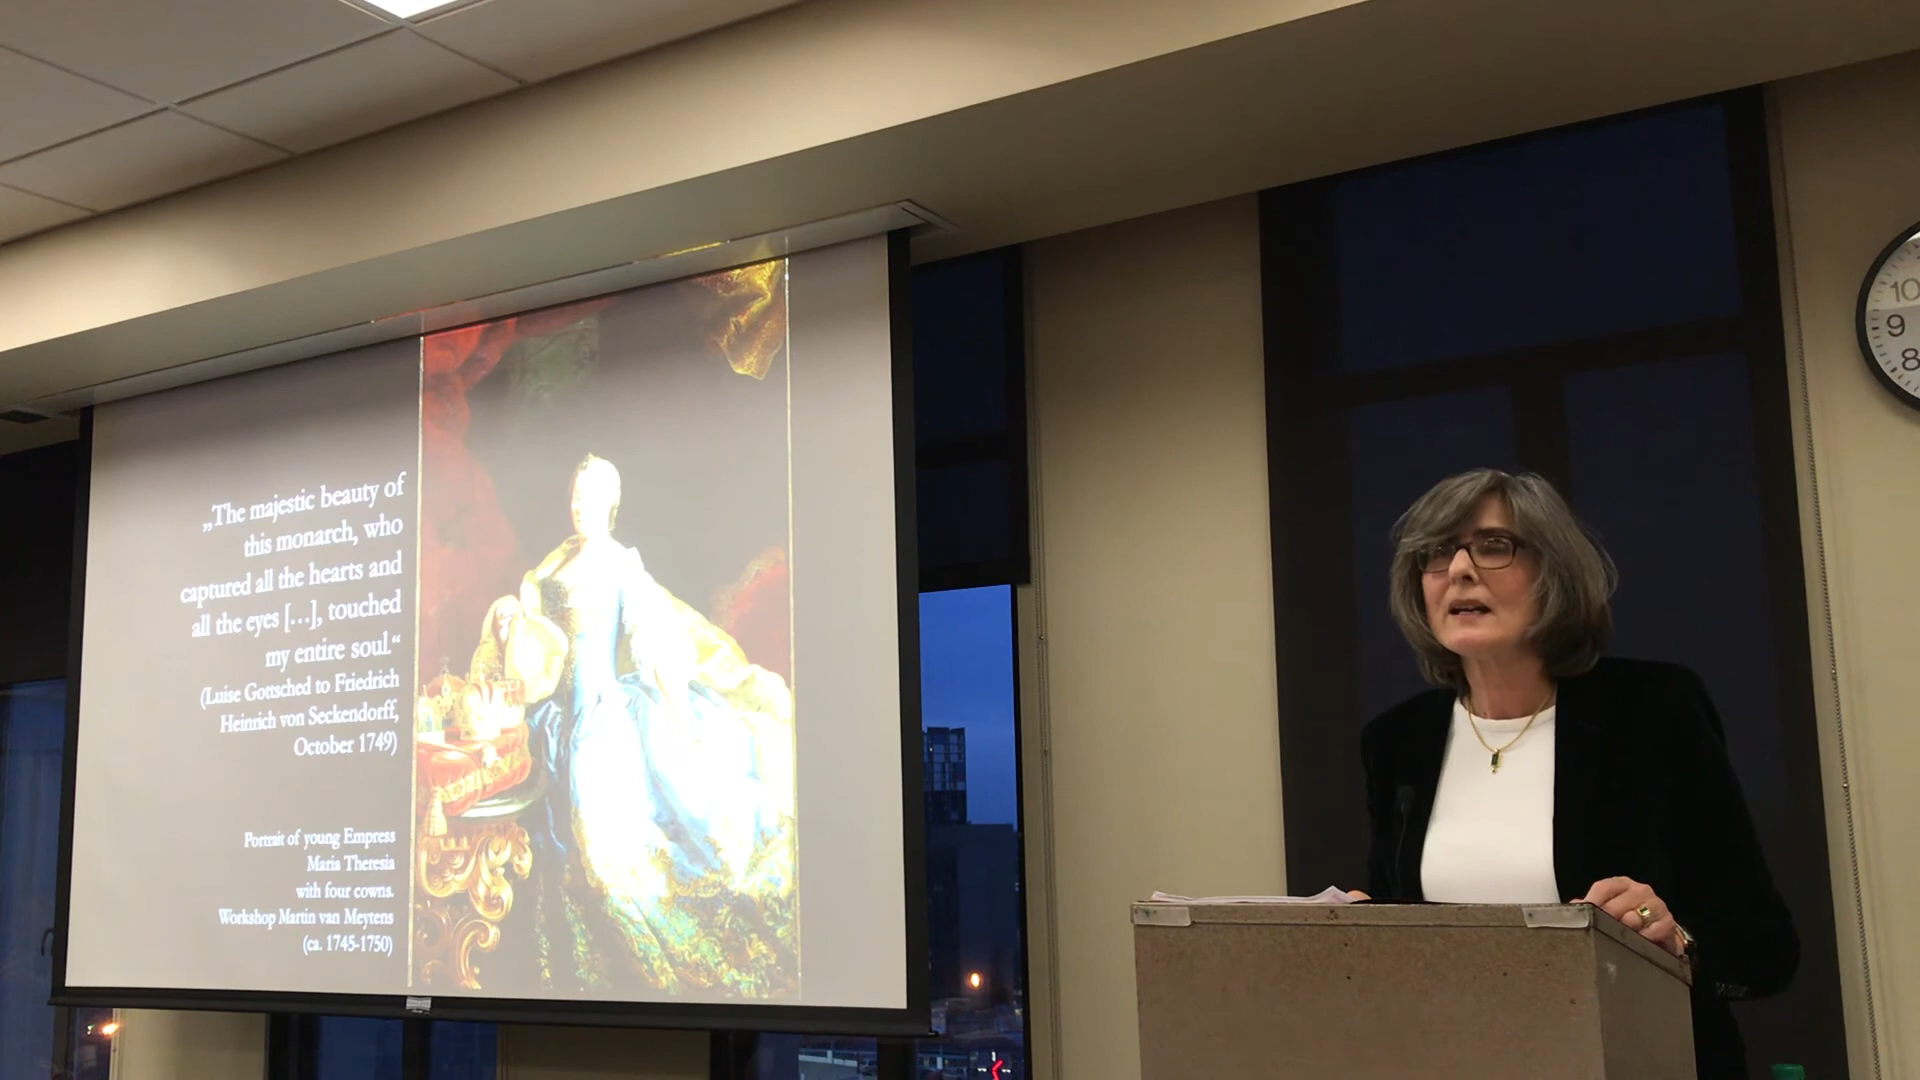 „The majestic beauty of
this monarch, who
captured all the hearts and
all the eyes [...], touched
my entire soul.“
(Luise Gottsched to Friedrich
Heinrich von Seckendorff,
October 1749)
Portrait of young Empress
Maria Theresia
with four cowns.
Workshop Martin van Meytens
(ca. 1745-1750)
10
9
8